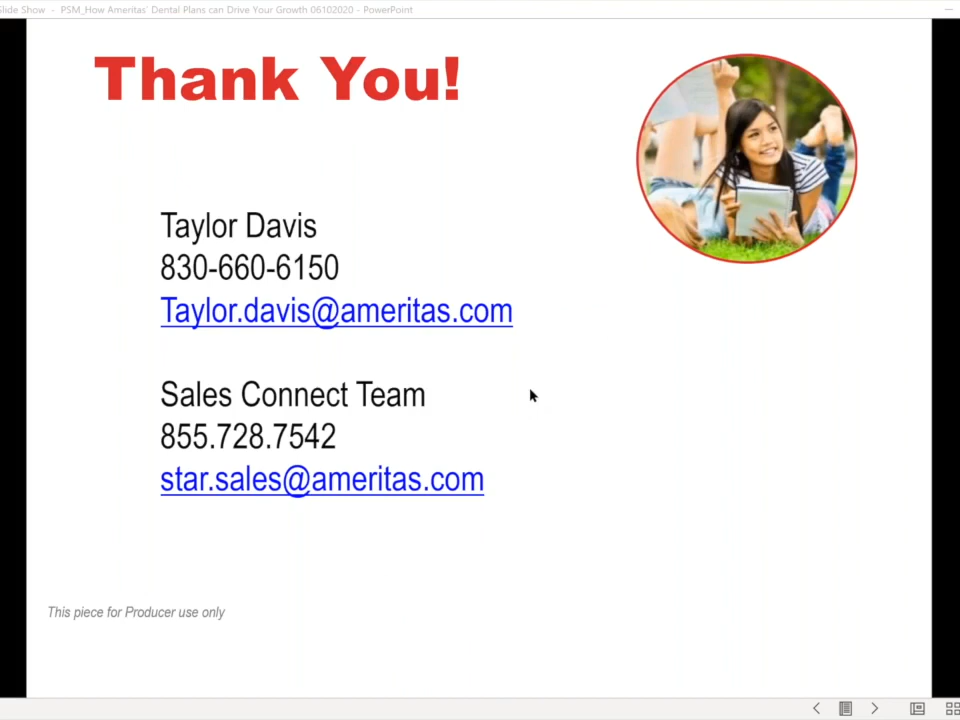 Slide Show - PSM_How Ameritas' Dental Plans can Drive Your Growth 06102020 - PowerPoint
Thank You!
Taylor Davis
830-660-6150
Taylor.davis@ameritas.com
Sales Connect Team
855.728.7542
star.sales@ameritas.com
This piece for Producer use only